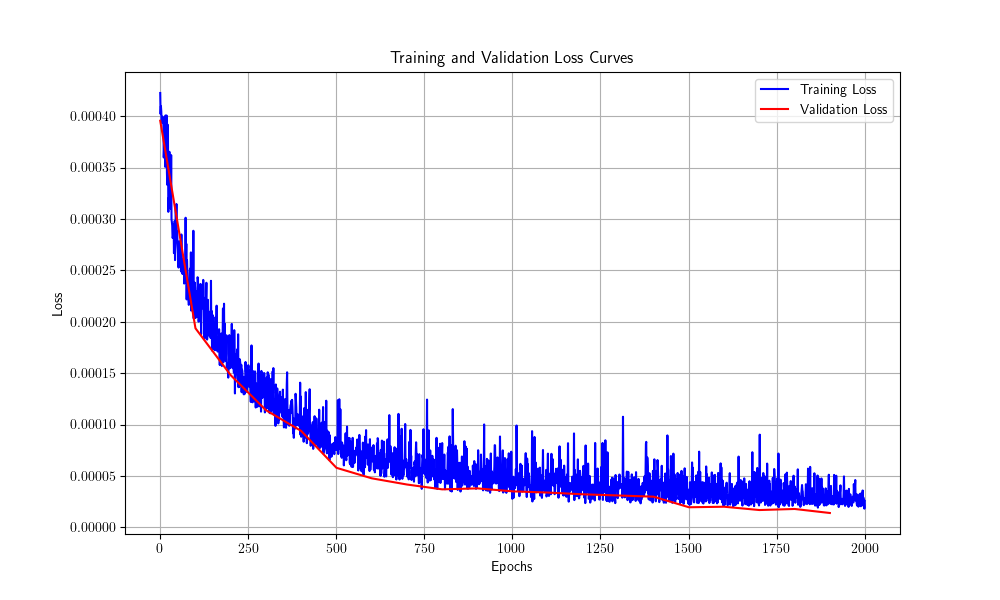 Training and Validation Loss Curves
Training Loss
Validation Loss
Loss
0.00040
0.00035
0.00030
0.00025
0.00020
0.00015
0.00010
0.00005
0.00000
0 250 500 750 1000 1250 1500 1750 2000
Epochs